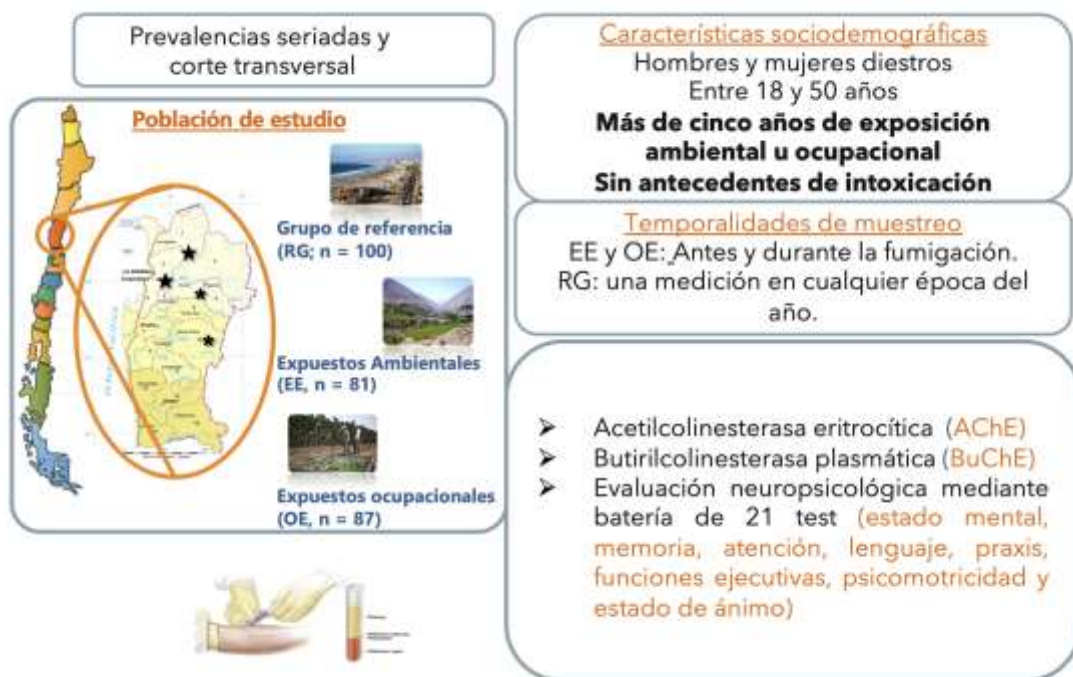 Prevalencias seriadas y
corte transversal
Población de estudio
Grupo de referencia
(RG; n = 100)
Expuestos Ambientales
(EE, n = 81)
Expuestos ocupacionales
(OE, n = 87)
Características sociodemográficas
Hombres y mujeres diestros
Entre 18 y 50 años
Más de cinco años de exposición
ambiental u ocupacional
Sin antecedentes de intoxicación
Temporalidades de muestreo
EE y OE: Antes y durante la fumigación.
RG: una medición en cualquier época del
año.
➢ Acetilcolinesterasa eritrocítica (AChE)
➢ Butirilcolinesterasa plasmática (BuChE)
➢ Evaluación neuropsicológica mediante
batería de 21 test (estado mental,
memoria, atención, lenguaje, praxis,
funciones ejecutivas, psicomotricidad y
estado de ánimo)